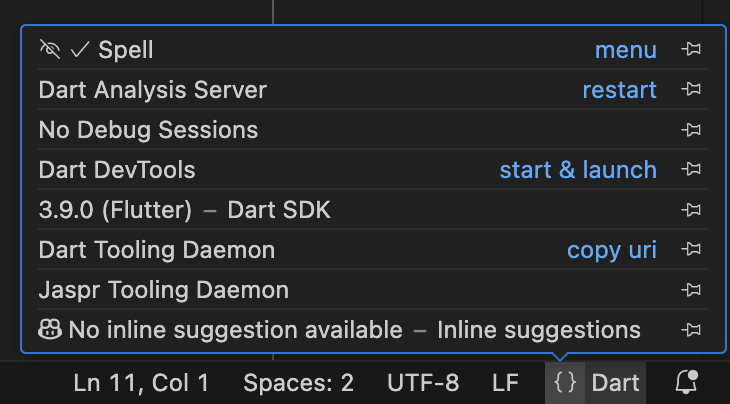 Spell menu
Dart Analysis Server restart
No Debug Sessions
Dart DevTools start & launch
3.9.0 (Flutter) – Dart SDK
Dart Tooling Daemon copy uri
Jaspr Tooling Daemon
No inline suggestion available – Inline suggestions
Ln 11, Col 1 Spaces: 2 UTF-8 LF {} Dart